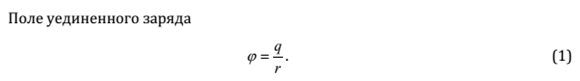 Поле уединенного заряда
φ = q/r. (1)